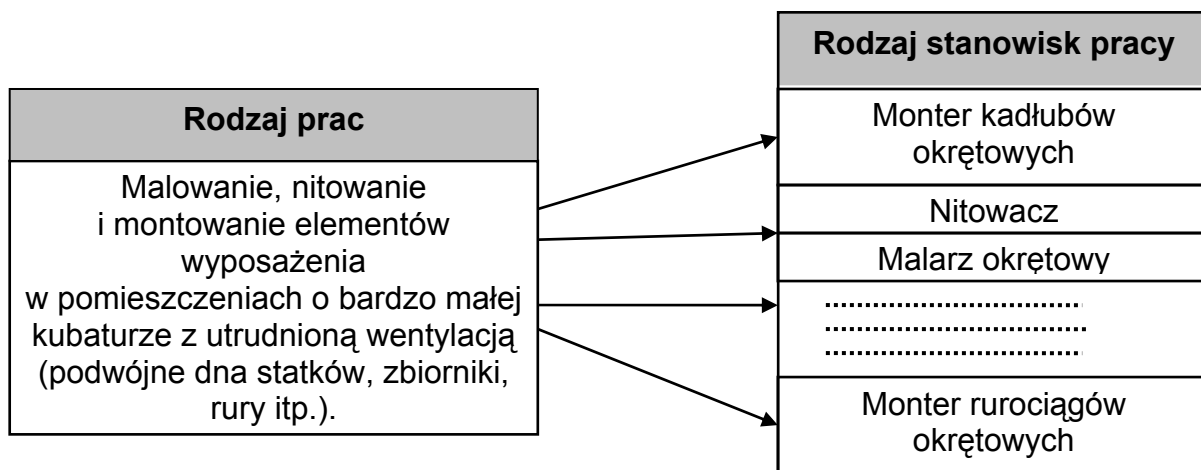 Rodzaj prac
Malowanie, nitowanie
i montowanie elementów
wyposażenia
w pomieszczeniach o bardzo małej
kubaturze z utrudnioną wentylacją
(podwójne dna statków, zbiorniki,
rury itp.).
Rodzaj stanowisk pracy
Monter kadłubów
okrętowych
Nitowacz
Malarz okrętowy
................................
................................
................................
Monter rurociągów
okrętowych